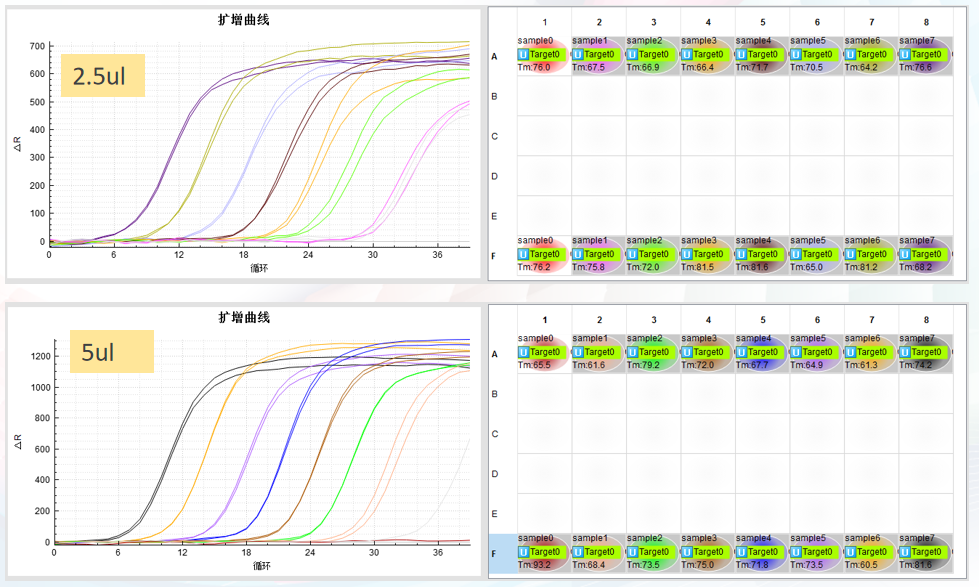 扩增曲线
2.5ul
700
600
500
400
300
200
100
0
△R
0 6 12 18 24 30 36
循环
1 2 3 4 5 6 7 8
A
sample0 sample1 sample2 sample3 sample4 sample5 sample6 sample7
U Target0 U Target0 U Target0 U Target0 U Target0 U Target0 U Target0 U Target0
Tm:76.0 Tm:67.5 Tm:66.9 Tm:66.4 Tm:71.7 Tm:70.5 Tm:64.2 Tm:76.6
B
C
D
E
F
sample0 sample1 sample2 sample3 sample4 sample5 sample6 sample7
U Target0 U Target0 U Target0 U Target0 U Target0 U Target0 U Target0 U Target0
Tm:76.2 Tm:75.8 Tm:72.0 Tm:81.5 Tm:81.6 Tm:65.0 Tm:81.2 Tm:68.2
扩增曲线
5ul
1200
1000
800
600
400
200
0
△R
0 6 12 18 24 30 36
循环
1 2 3 4 5 6 7 8
A
sample0 sample1 sample2 sample3 sample4 sample5 sample6 sample7
U Target0 U Target0 U Target0 U Target0 U Target0 U Target0 U Target0 U Target0
Tm:65.5 Tm:61.6 Tm:79.2 Tm:72.0 Tm:67.7 Tm:64.9 Tm:61.3 Tm:74.2
B
C
D
E
F
sample0 sample1 sample2 sample3 sample4 sample5 sample6 sample7
U Target0 U Target0 U Target0 U Target0 U Target0 U Target0 U Target0 U Target0
Tm:93.2 Tm:68.4 Tm:73.5 Tm:75.0 Tm:71.8 Tm:73.5 Tm:60.5 Tm:81.6